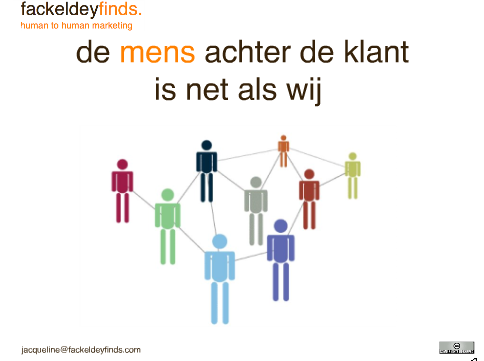 fackeldeyfinds.
human to human marketing
de mens achter de klant
is net als wij
jacqueline@fackeldeyfinds.com